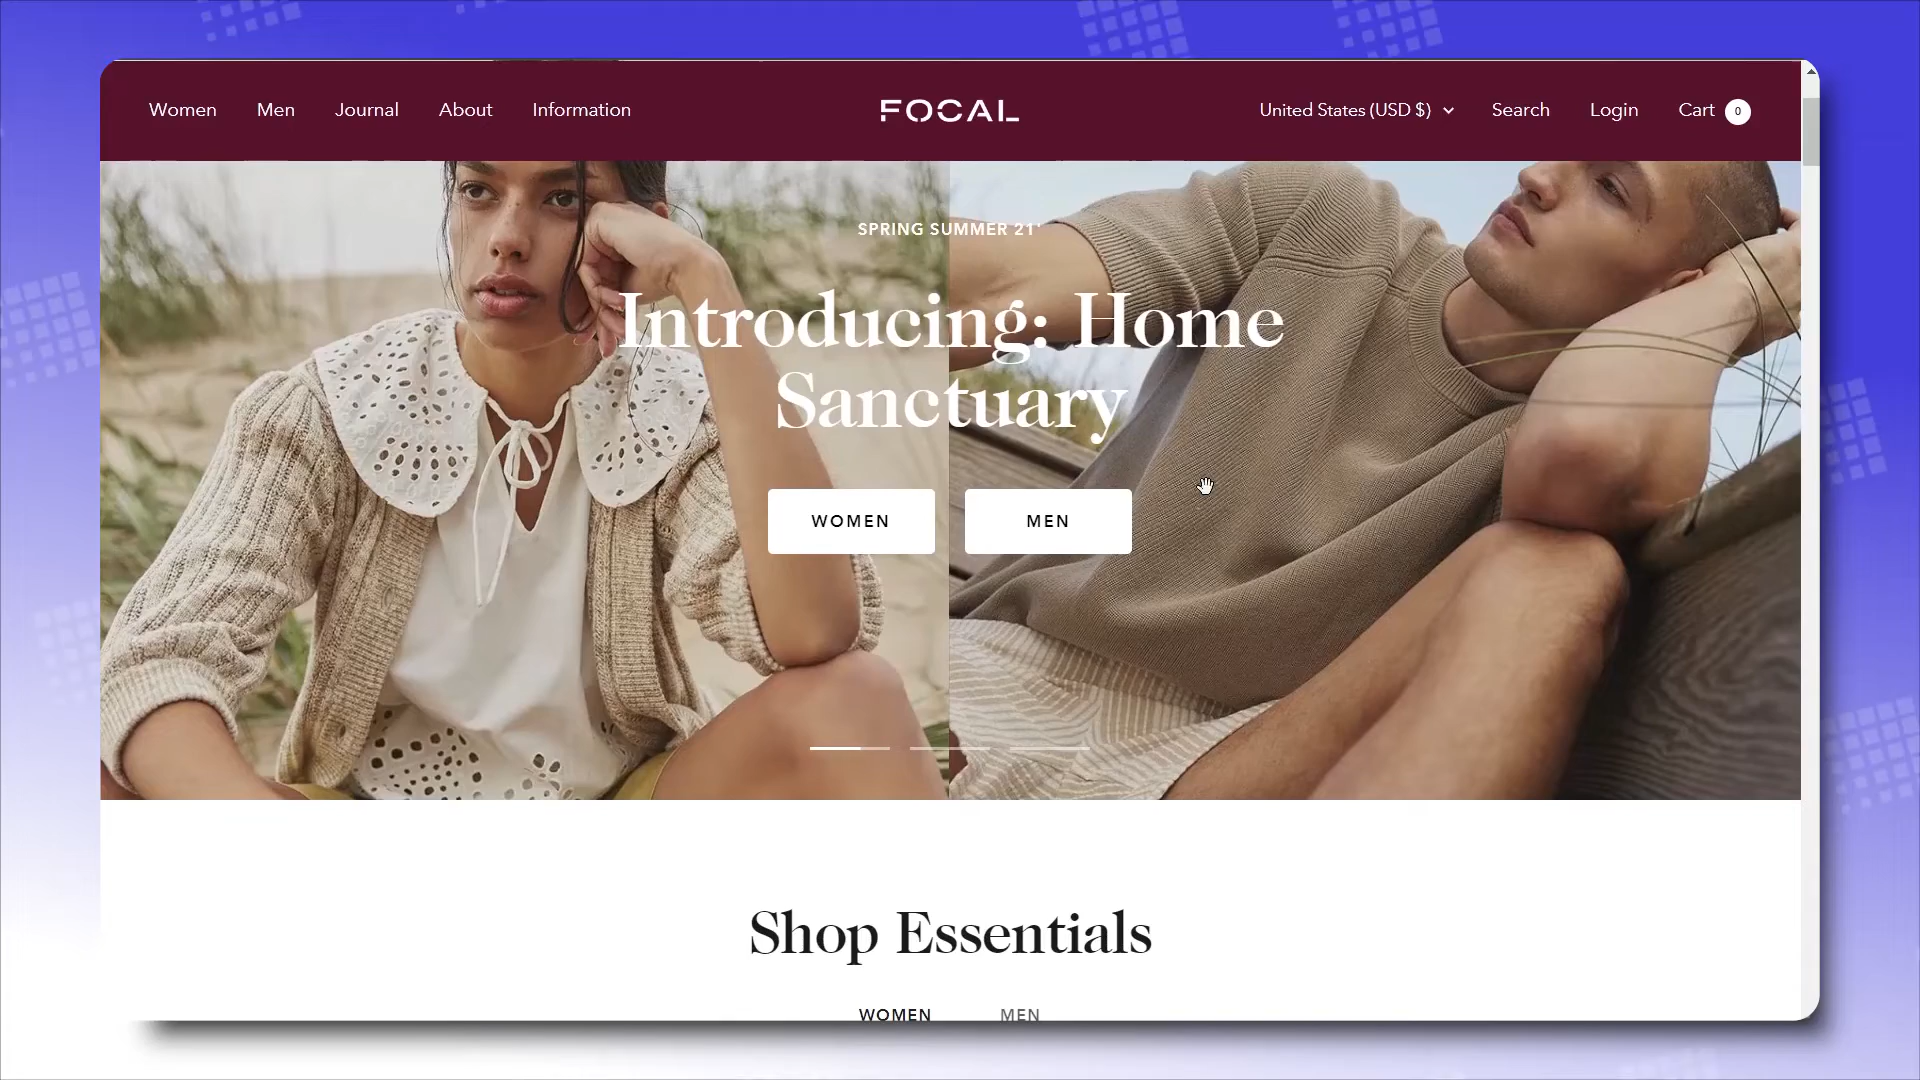 Women Men Journal About Information FOCAL United States (USD $) Search Login Cart 0
SPRING SUMMER 21'
Introducing: Home
Sanctuary
WOMEN MEN
Shop Essentials
WOMEN MEN